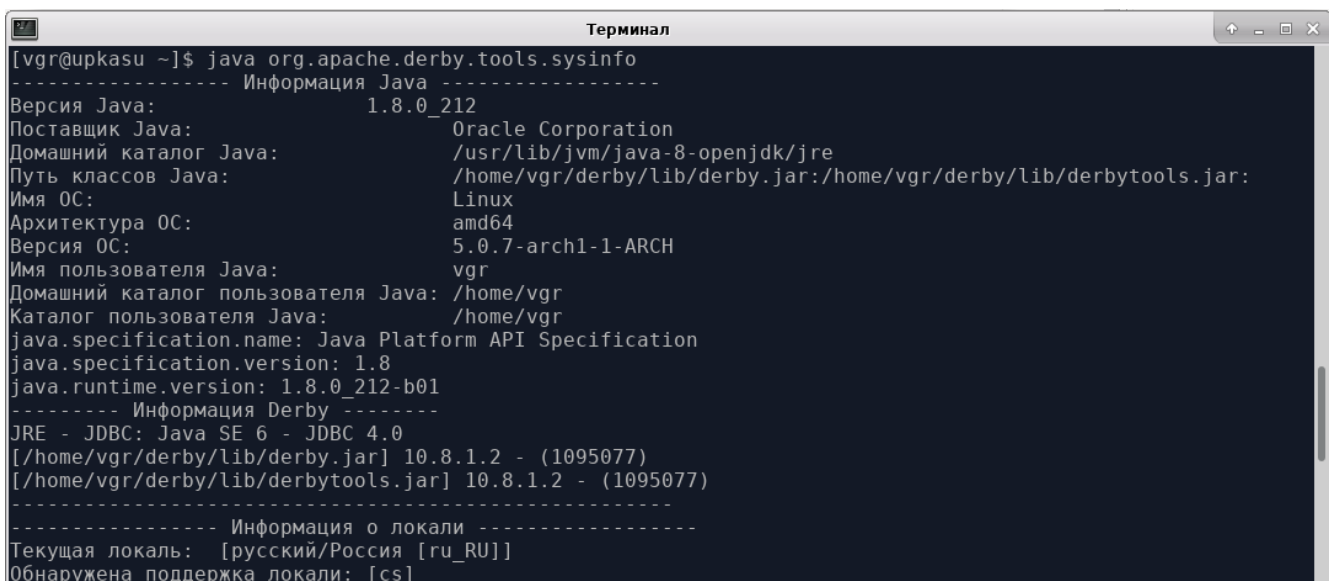 Терминал
[vgr@upkasu ~]$ java org.apache.derby.tools.sysinfo
------------------ Информация Java ------------------
Версия Java:                 1.8.0_212
Поставщик Java:                     Oracle Corporation
Домашний каталог Java:              /usr/lib/jvm/java-8-openjdk/jre
Путь классов Java:                  /home/vgr/derby/lib/derby.jar:/home/vgr/derby/lib/derbytools.jar:
Имя ОС:                             Linux
Архитектура ОС:                     amd64
Версия ОС:                          5.0.7-arch1-1-ARCH
Имя пользователя Java:              vgr
Домашний каталог пользователя Java: /home/vgr
Каталог пользователя Java:          /home/vgr
java.specification.name: Java Platform API Specification
java.specification.version: 1.8
java.runtime.version: 1.8.0_212-b01
--------- Информация Derby --------
JRE - JDBC: Java SE 6 - JDBC 4.0
[/home/vgr/derby/lib/derby.jar] 10.8.1.2 - (1095077)
[/home/vgr/derby/lib/derbytools.jar] 10.8.1.2 - (1095077)
------------------------------------------------------
----------------- Информация о локали ------------------
Текущая локаль:  [русский/Россия [ru_RU]]
Обнаружена поддержка локали: [cs]